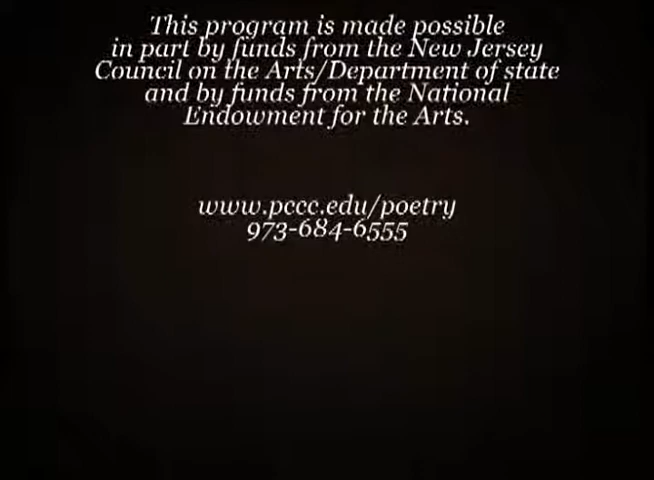 This program is made possible
in part by funds from the New Jersey
Council on the Arts/Department of state
and by funds from the National
Endowment for the Arts.
www.pccc.edu/poetry
973-684-6555